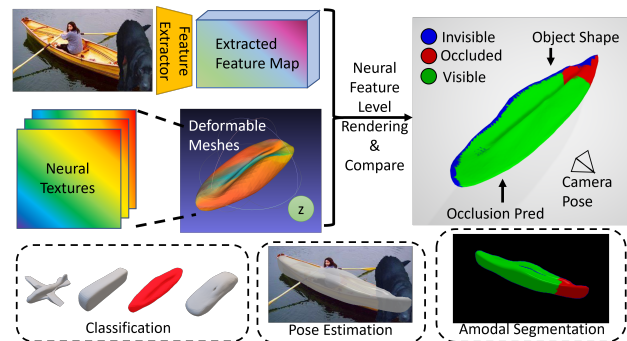 Feature
Extractor
Extracted
Feature Map
Neural
Textures
Deformable
Meshes
z
Neural
Feature
Level
Rendering
&
Compare
Invisible
Occluded
Visible
Object Shape
Camera
Pose
Occlusion Pred
Classification
Pose Estimation
Amodal Segmentation